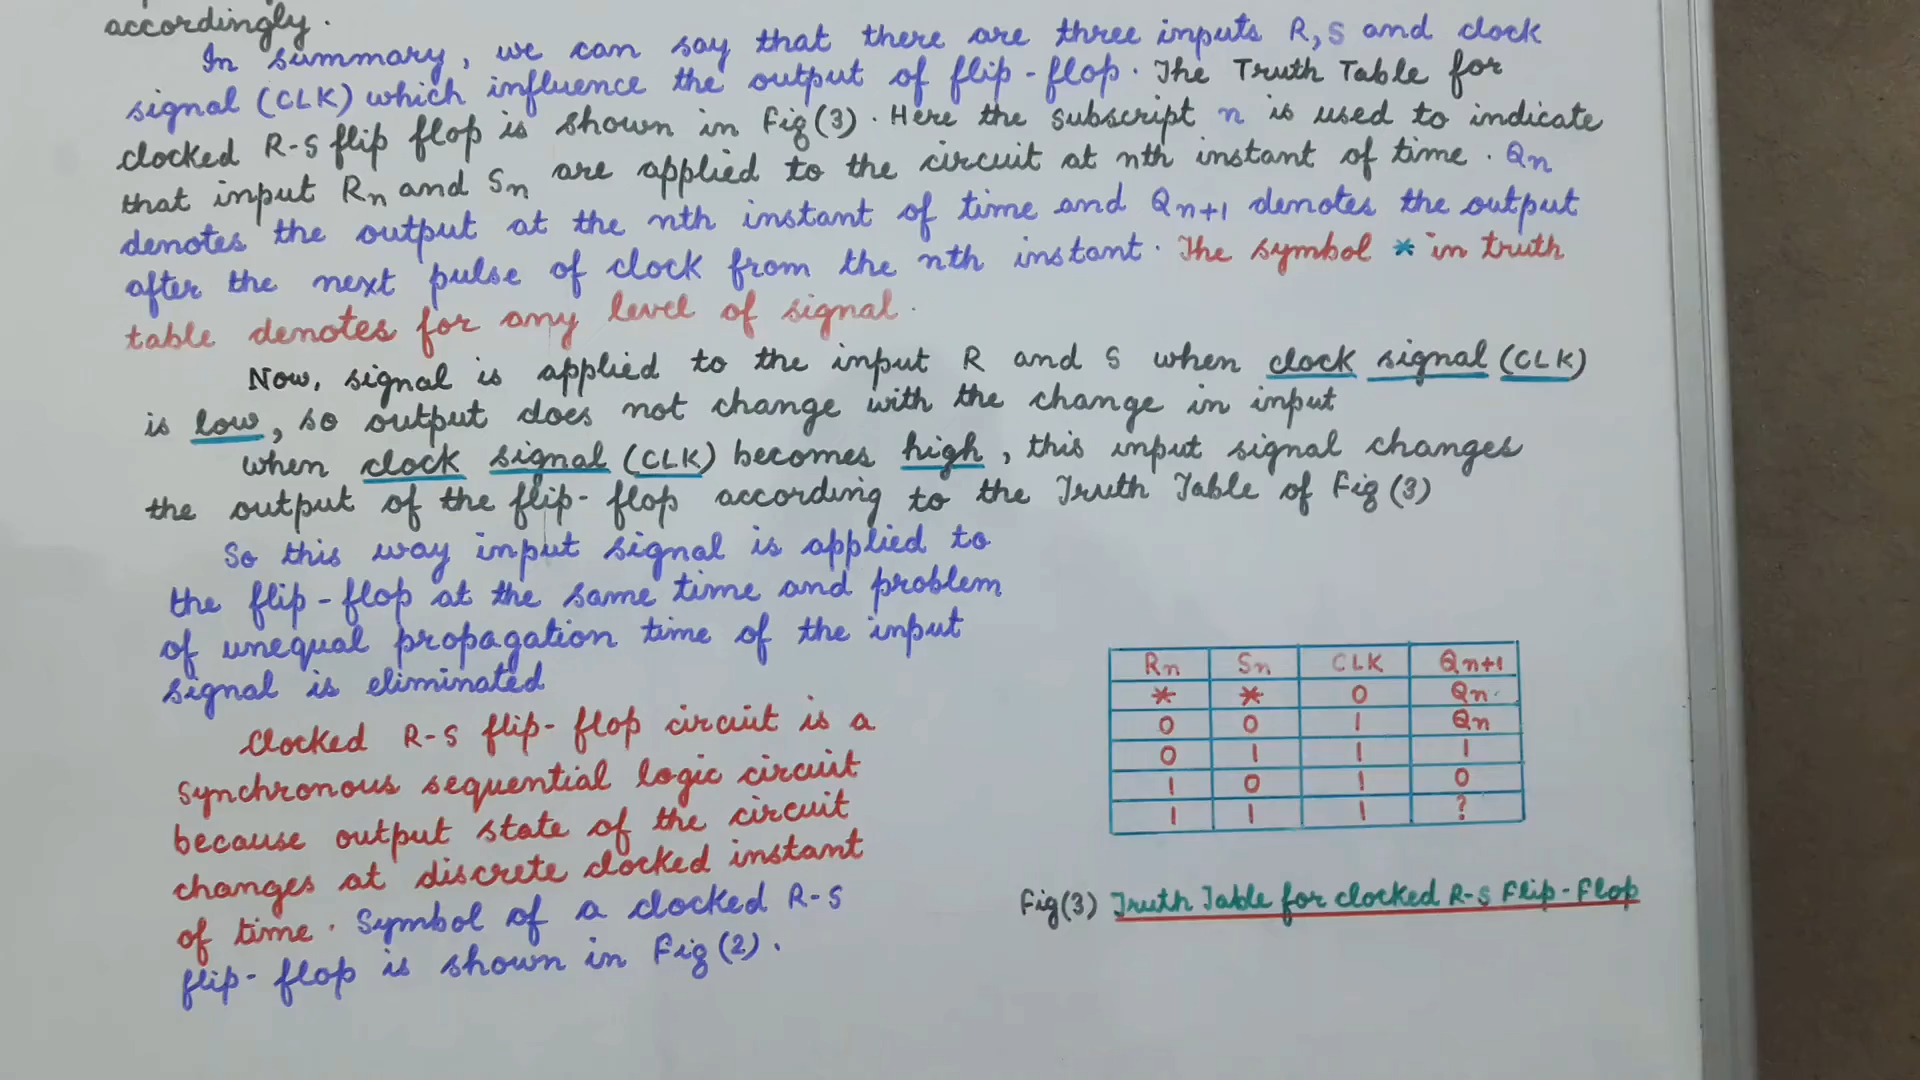 accordingly.
In summary, we can say that there are three inputs R, S and clock
signal (CLK) which influence the output of flip-flop. The Truth Table for
clocked R-S flip flop is shown in Fig (3). Here the subscript n is used to indicate
that input Rn and Sn are applied to the circuit at nth instant of time. Qn
denotes the output at the nth instant of time and Qn+1 denotes the output
after the next pulse of clock from the nth instant. The symbol * in truth
table denotes for any level of signal.
Now, signal is applied to the input R and S when clock signal (CLK)
is low, so output does not change with the change in input
when clock signal (CLK) becomes high, this input signal changes
the output of the flip-flop according to the Truth Table of Fig (3)
So this way input signal is applied to
the flip-flop at the same time and problem
of unequal propagation time of the input
signal is eliminated
Clocked R-S flip-flop circuit is a
synchronous sequential logic circuit
because output state of the circuit
changes at discrete clocked instant
of time. Symbol of a clocked R-S
flip-flop is shown in Fig (2).
Rn Sn CLK Qn+1
* * 0 Qn
0 0 1 Qn
0 1 1 1
1 0 1 0
1 1 1 ?
Fig(3) Truth Table for clocked R-S Flip-Flop